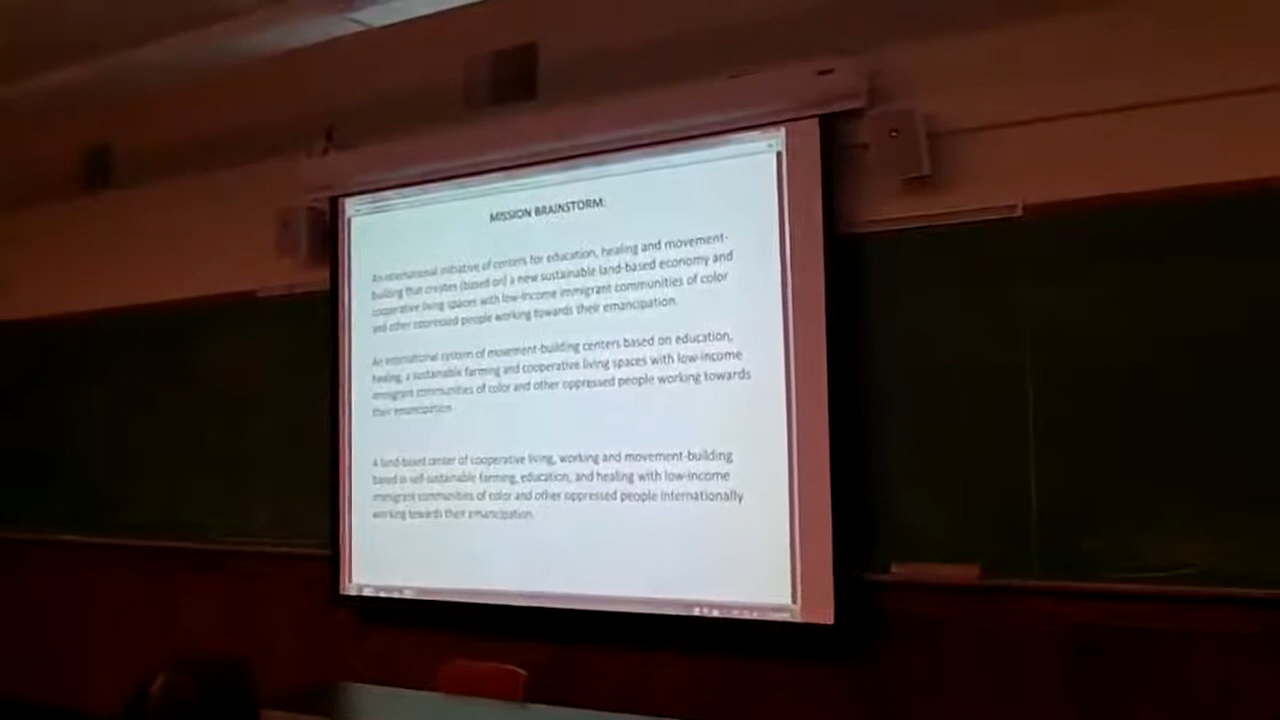 MISSION BRAINSTORM:
An international initiative of centers for education, healing and movement-
building that creates (based on) a new sustainable land-based economy and
cooperative living spaces with low-income immigrant communities of color
and other oppressed people working towards their emancipation.
An international system of movement-building centers based on education,
healing, a sustainable farming and cooperative living spaces with low-income
immigrant communities of color and other oppressed people working towards
their emancipation.
A land-based center of cooperative living, working and movement-building
based in self-sustainable farming, education, and healing with low-income
immigrant communities of color and other oppressed people internationally
working towards their emancipation.